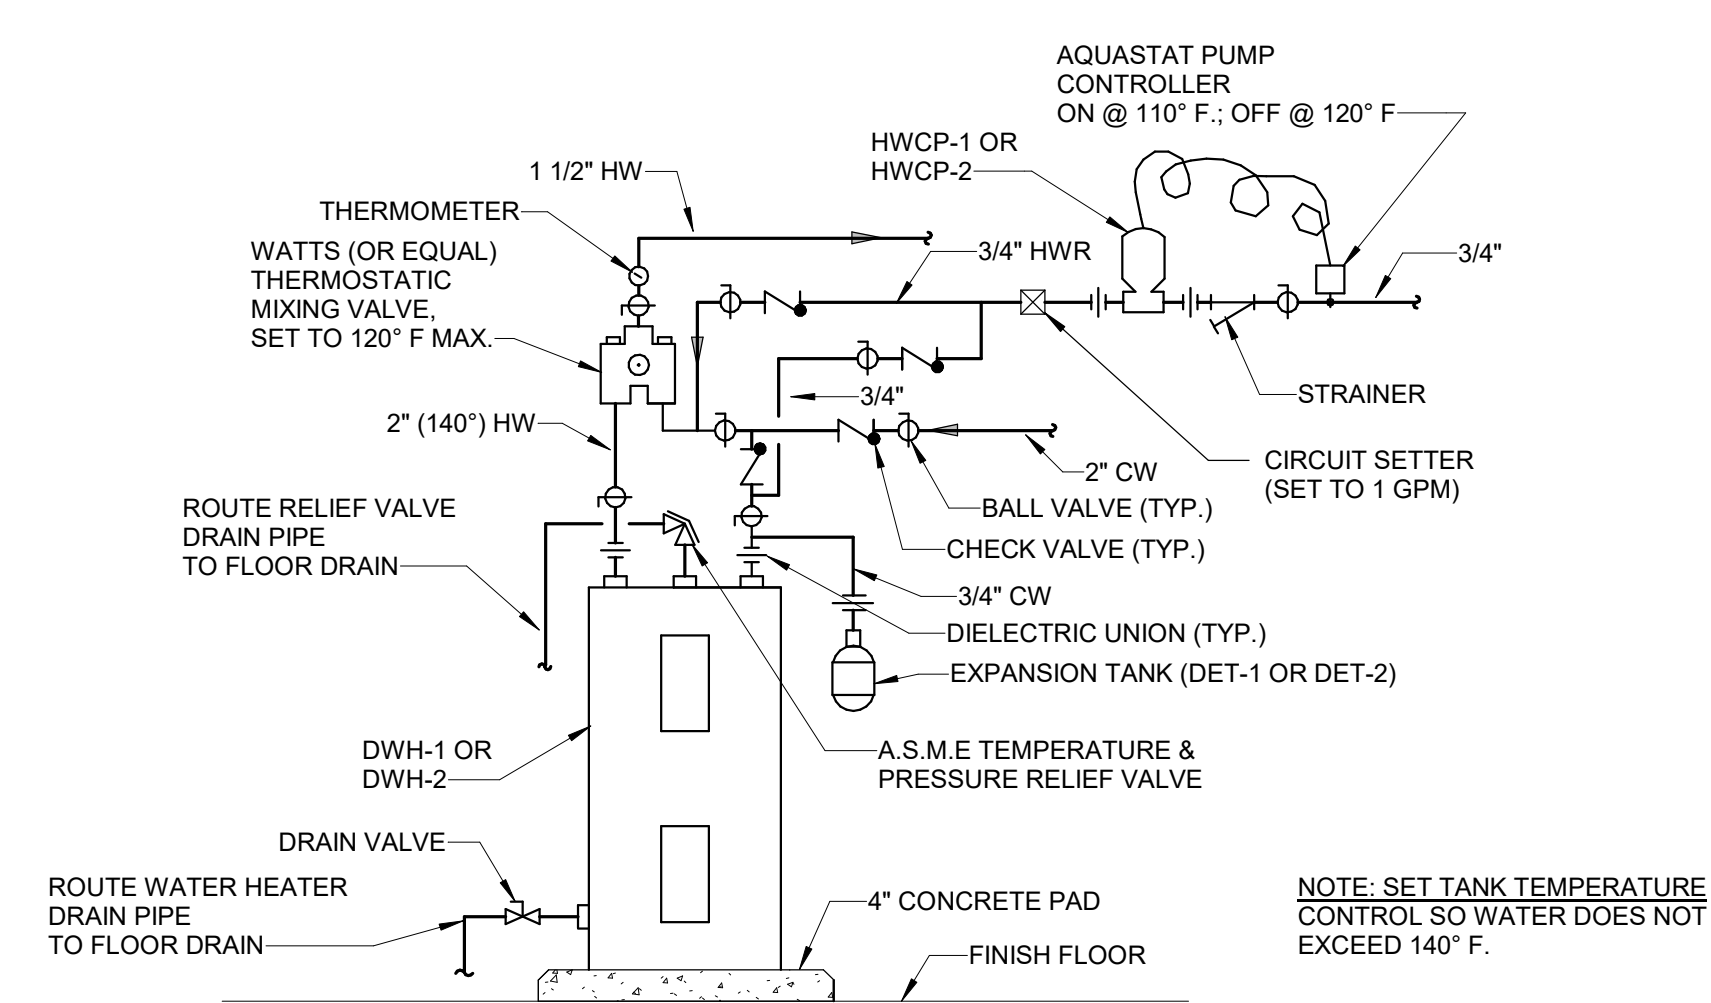 AQUASTAT PUMP
CONTROLLER
ON @ 110° F.; OFF @ 120° F
HWCP-1 OR
HWCP-2
1 1/2" HW
THERMOMETER
WATTS (OR EQUAL)
THERMOSTATIC
MIXING VALVE,
SET TO 120° F MAX.
3/4" HWR
3/4"
STRAINER
3/4"
2" (140°) HW
2" CW
CIRCUIT SETTER
(SET TO 1 GPM)
ROUTE RELIEF VALVE
DRAIN PIPE
TO FLOOR DRAIN
BALL VALVE (TYP.)
CHECK VALVE (TYP.)
3/4" CW
DIELECTRIC UNION (TYP.)
EXPANSION TANK (DET-1 OR DET-2)
DWH-1 OR
DWH-2
A.S.M.E TEMPERATURE &
PRESSURE RELIEF VALVE
DRAIN VALVE
ROUTE WATER HEATER
DRAIN PIPE
TO FLOOR DRAIN
4" CONCRETE PAD
FINISH FLOOR
NOTE: SET TANK TEMPERATURE
CONTROL SO WATER DOES NOT
EXCEED 140° F.